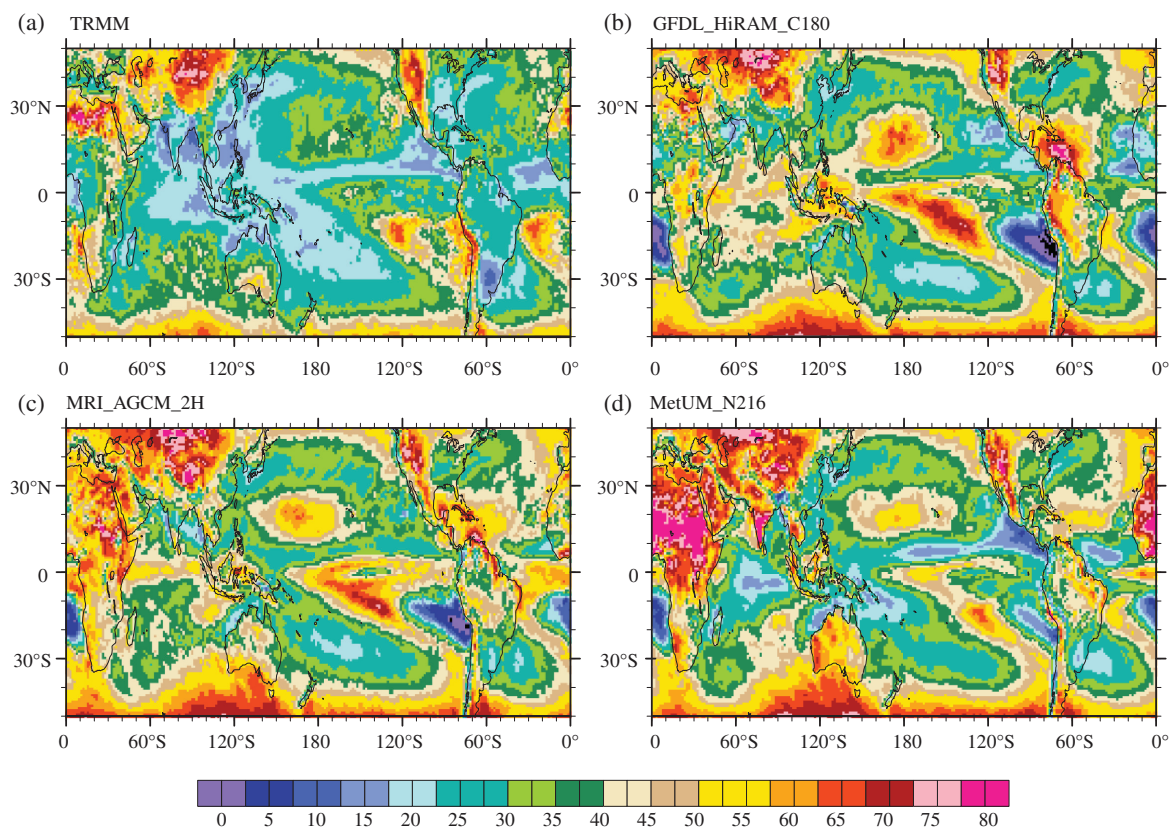 (a) TRMM
(b) GFDL_HiRAM_C180
30°N
0
30°S
0 60°S 120°S 180 120°S 60°S 0°
30°N
0
30°S
0 60°S 120°S 180 120°S 60°S 0°
(c) MRI_AGCM_2H
(d) MetUM_N216
30°N
0
30°S
0 60°S 120°S 180 120°S 60°S 0°
30°N
0
30°S
0 60°S 120°S 180 120°S 60°S 0°
0 5 10 15 20 25 30 35 40 45 50 55 60 65 70 75 80